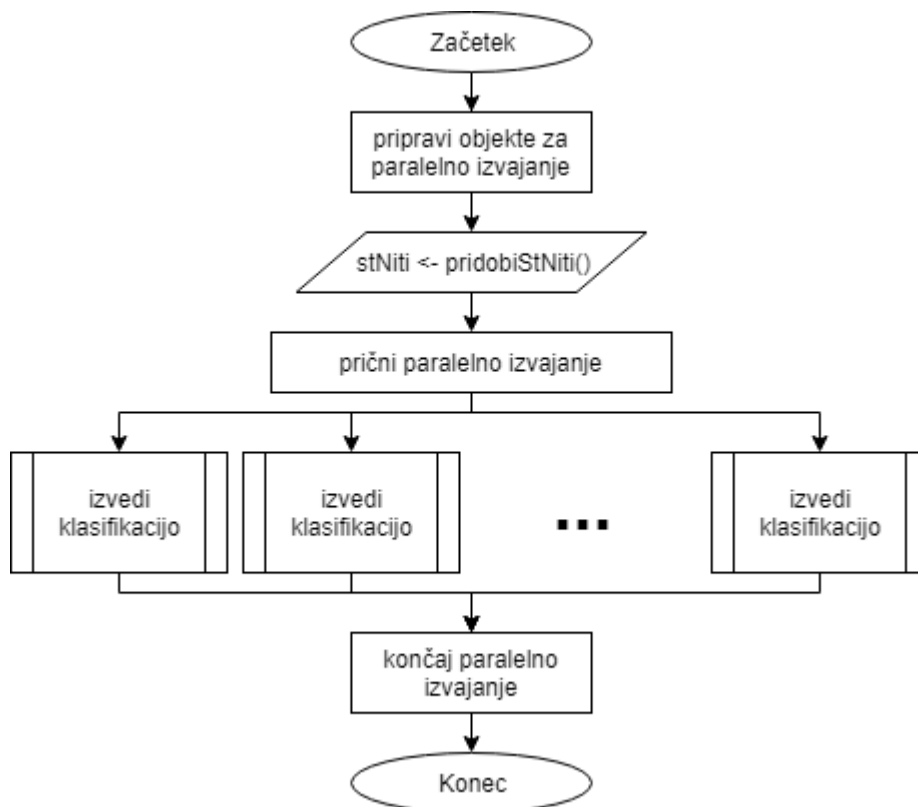 Začetek
pripravi objekte za
paralelno izvajanje
stNiti <- pridobiStNiti()
prični paralelno izvajanje
izvedi
klasifikacijo
izvedi
klasifikacijo
...
izvedi
klasifikacijo
končaj paralelno
izvajanje
Konec